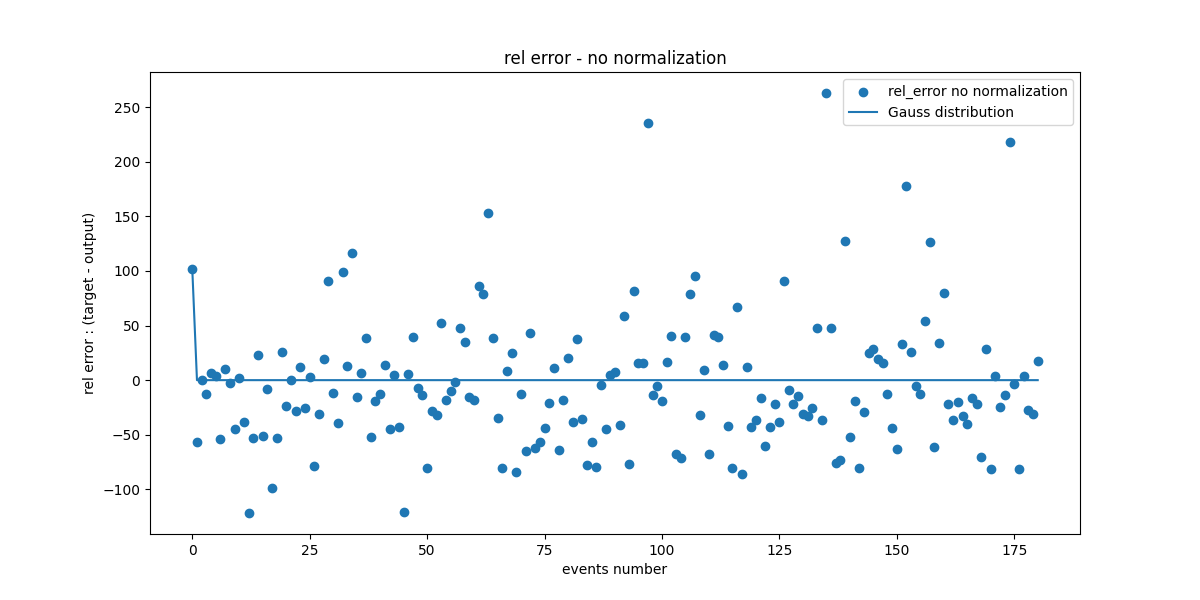 rel error - no normalization
rel_error no normalization
Gauss distribution
250
200
150
100
50
0
−50
−100
rel error : (target - output)
0 25 50 75 100 125 150 175
events number